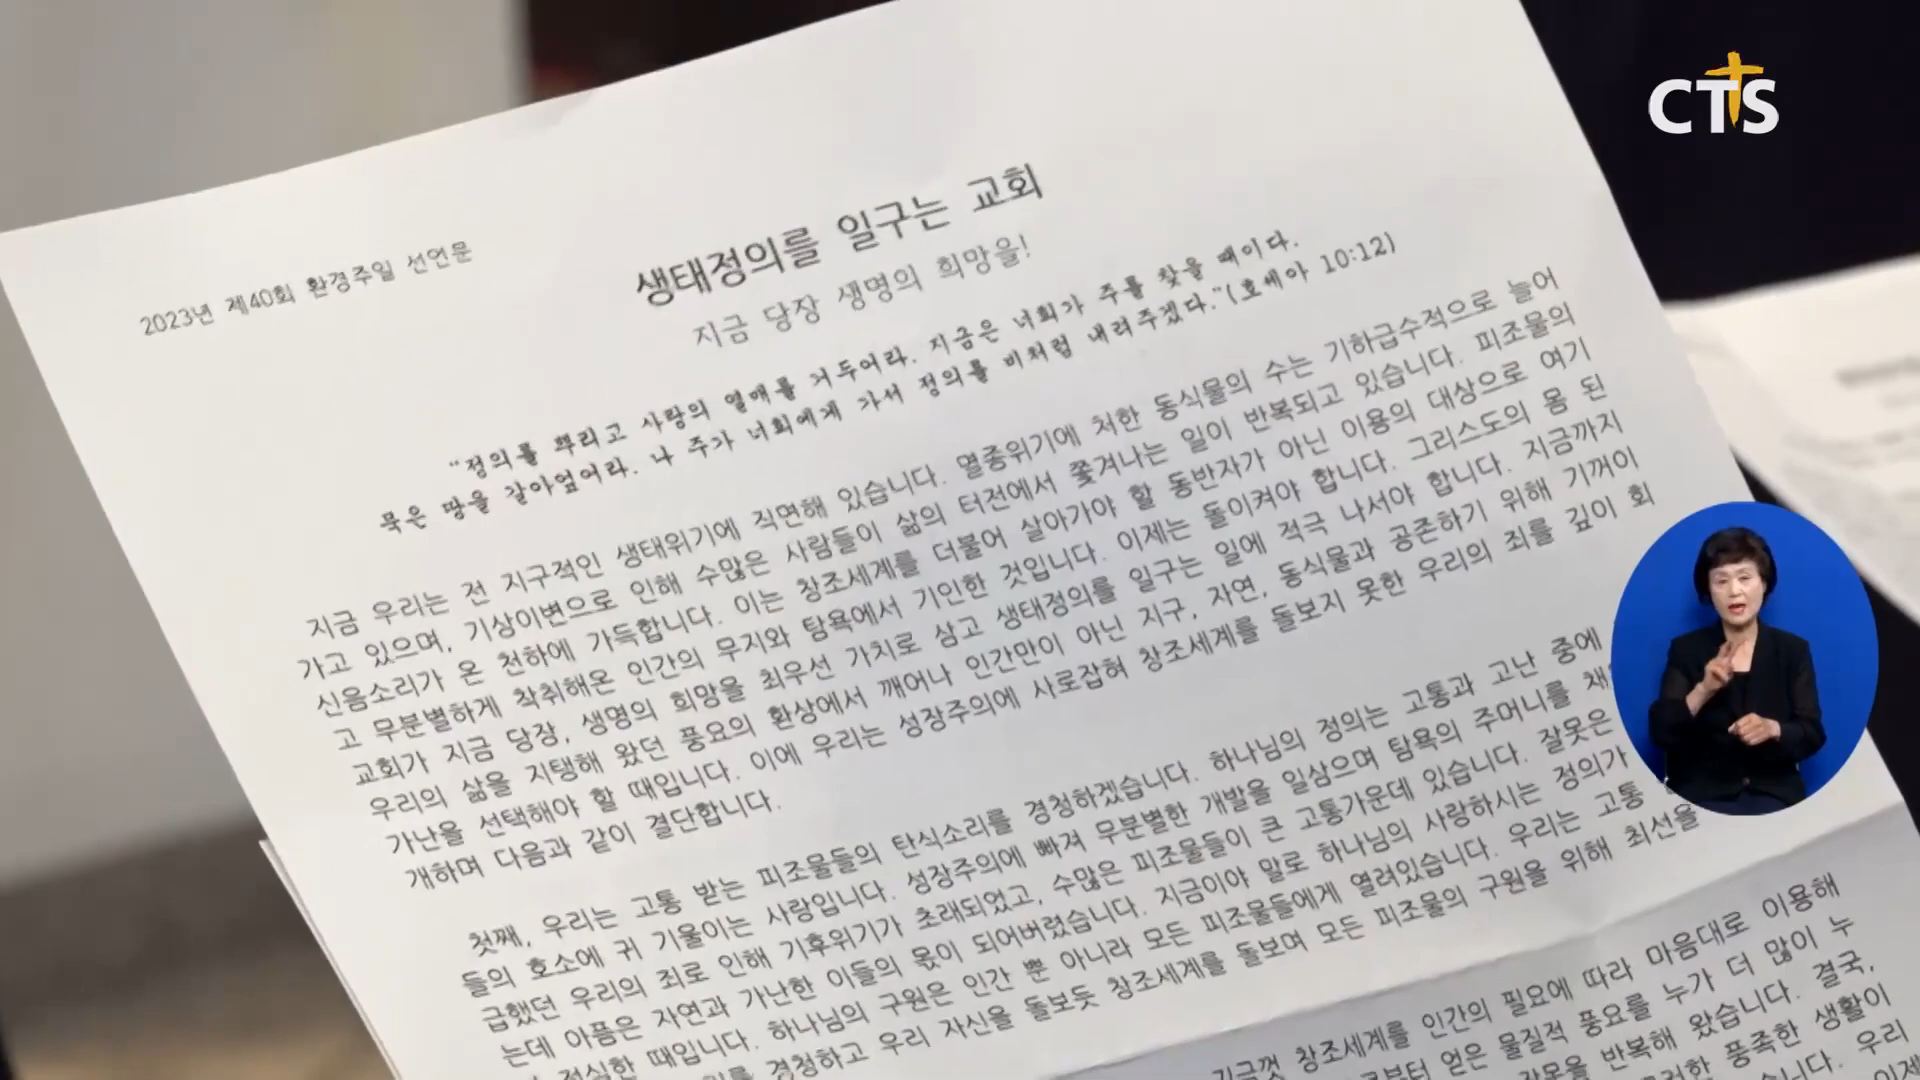 CTS
2023년 제40회 환경주일 선언문
생태정의를 일구는 교회
지금 당장 생명의 희망을!
"정의를 뿌리고 사랑의 열매를 거두어라. 지금은 너희가 주를 찾을 때이다.
묵은 땅을 갈아엎어라. 나 주가 너희에게 가서 정의를 비처럼 내려주겠다."(호세아 10:12)
지금 우리는 전 지구적인 생태위기에 직면해 있습니다. 멸종위기에 처한 동식물의 수는 기하급수적으로 늘어
가고 있으며, 기상이변으로 인해 수많은 사람들이 삶의 터전에서 쫓겨나는 일이 반복되고 있습니다. 피조물의
신음소리가 온 천하에 가득합니다. 이는 창조세계를 더불어 살아가야 할 동반자가 아닌 이용의 대상으로 여기
고 무분별하게 착취해온 인간의 무지와 탐욕에서 기인한 것입니다. 이제는 돌이켜야 합니다. 그리스도의 몸 된
교회가 지금 당장, 생명의 희망을 최우선 가치로 삼고 생태정의를 일구는 일에 적극 나서야 합니다. 지금까지
우리의 삶을 지탱해 왔던 풍요의 환상에서 깨어나 인간만이 아닌 지구, 자연, 동식물과 공존하기 위해 기꺼이
가난을 선택해야 할 때입니다. 이에 우리는 성장주의에 사로잡혀 창조세계를 돌보지 못한 우리의 죄를 깊이 회
개하며 다음과 같이 결단합니다.
첫째, 우리는 고통 받는 피조물들의 탄식소리를 경청하겠습니다. 하나님의 정의는 고통과 고난 중에
들의 호소에 귀 기울이는 사랑입니다. 성장주의에 빠져 무분별한 개발을 일삼으며 탐욕의 주머니를
급했던 우리의 죄로 인해 기후위기가 초래되었고, 수많은 피조물들이 큰 고통가운데 있습니다. 잘못은
는데 아픔은 자연과 가난한 이들의 몫이 되어버렸습니다. 지금이야 말로 하나님의 사랑하시는 정의가
절실한 때입니다. 하나님의 구원은 인간 뿐 아니라 모든 피조물들에게 열려있습니다. 우리는 고통
경청하고 우리 자신을 돌보듯 창조세계를 돌보며 모든 피조물의 구원을 위해 최선을
지금껏 창조세계를 인간의 필요에 따라 마음대로 이용해
얻은 물질적 풍요를 누가 더 많이 누
잘못을 반복해 왔습니다. 결국,
풍족한 생활이
우리